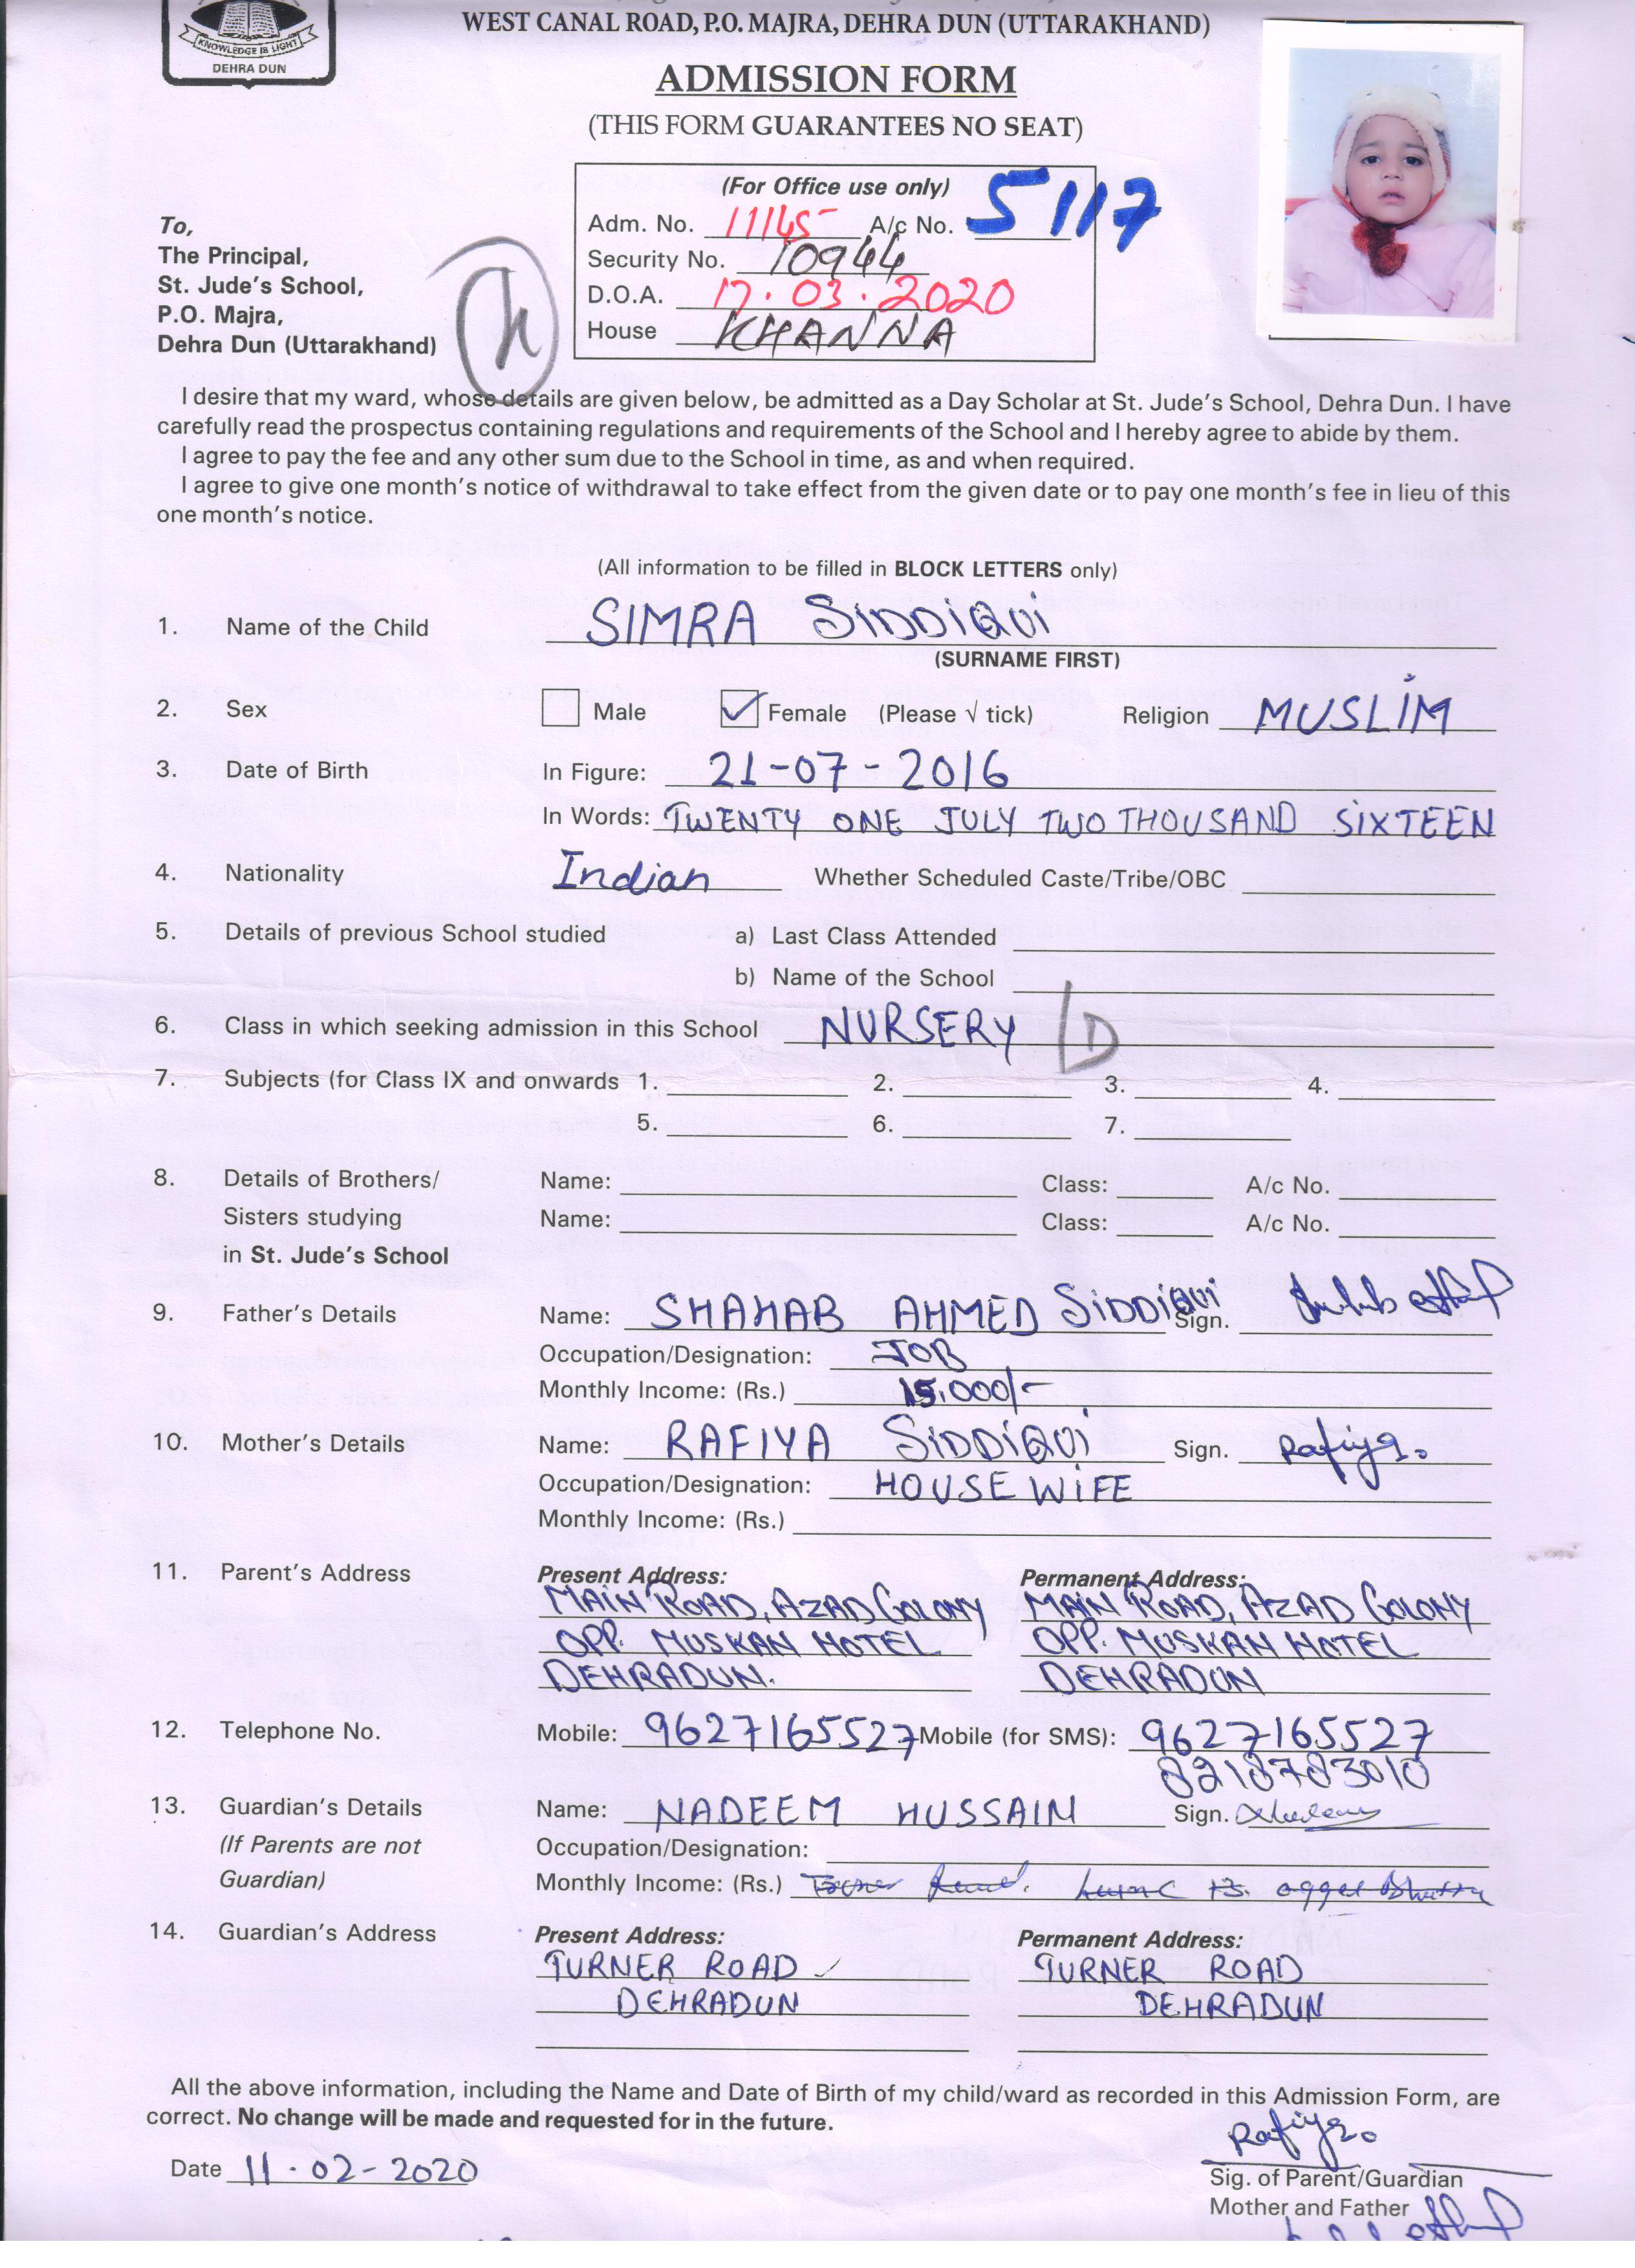 KNOWLEDGE IS LIGHT
DEHRA DUN
WEST CANAL ROAD, P.O. MAJRA, DEHRA DUN (UTTARAKHAND)
ADMISSION FORM
(THIS FORM GUARANTEES NO SEAT)
(For Office use only)
Adm. No. 11145 A/c No. 5117
Security No. 10944
D.O.A. 17.03.2020
House KHANNA
To,
The Principal,
St. Jude's School,
P.O. Majra,
Dehra Dun (Uttarakhand)
I desire that my ward, whose details are given below, be admitted as a Day Scholar at St. Jude's School, Dehra Dun. I have
carefully read the prospectus containing regulations and requirements of the School and I hereby agree to abide by them.
I agree to pay the fee and any other sum due to the School in time, as and when required.
I agree to give one month's notice of withdrawal to take effect from the given date or to pay one month's fee in lieu of this
one month's notice.
(All information to be filled in BLOCK LETTERS only)
1. Name of the Child SIMRA SIDDIQUI
(SURNAME FIRST)
2. Sex Male ✓ Female (Please √ tick) Religion MUSLIM
3. Date of Birth In Figure: 21-07-2016
In Words: TWENTY ONE JULY TWO THOUSAND SIXTEEN
4. Nationality Indian Whether Scheduled Caste/Tribe/OBC
5. Details of previous School studied a) Last Class Attended
b) Name of the School
6. Class in which seeking admission in this School NURSERY D
7. Subjects (for Class IX and onwards 1. 2. 3. 4.
5. 6. 7.
8. Details of Brothers/ Name: Class: A/c No.
Sisters studying Name: Class: A/c No.
in St. Jude's School
9. Father's Details Name: SHAHAB AHMED SIDDIQUI Sign.
Occupation/Designation: JOB
Monthly Income: (Rs.) 15,000/-
10. Mother's Details Name: RAFIYA SIDDIQUI Sign. Rafiya.
Occupation/Designation: HOUSE WIFE
Monthly Income: (Rs.)
11. Parent's Address Present Address: Permanent Address:
MAIN ROAD, AZAD COLONY MAIN ROAD, AZAD COLONY
OPP. MUSKAN HOTEL OPP. MUSKAN HOTEL
DEHRADUN. DEHRADUN
12. Telephone No. Mobile: 9627165527 Mobile (for SMS): 9627165527
8218783010
13. Guardian's Details Name: NADEEM HUSSAIN Sign.
(If Parents are not Occupation/Designation:
Guardian) Monthly Income: (Rs.)
14. Guardian's Address Present Address: Permanent Address:
TURNER ROAD ✓ TURNER ROAD
DEHRADUN DEHRADUN
All the above information, including the Name and Date of Birth of my child/ward as recorded in this Admission Form, are
correct. No change will be made and requested for in the future.
Rafiya.
Date 11.02-2020
Sig. of Parent/Guardian
Mother and Father